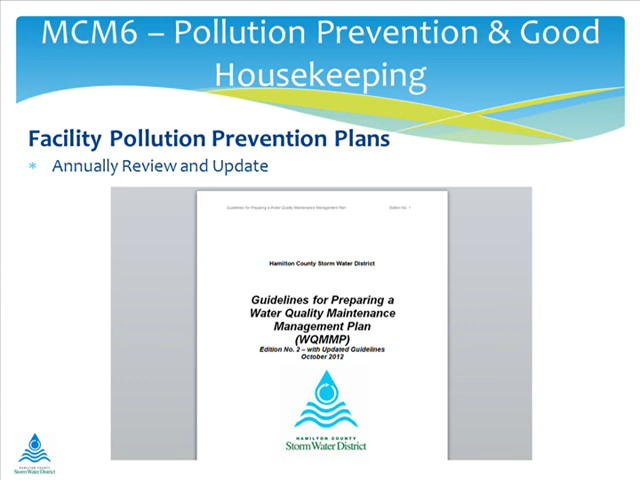 MCM6 – Pollution Prevention & Good
Housekeeping
Facility Pollution Prevention Plans
* Annually Review and Update
Guidelines for Preparing a Water Quality Maintenance Management Plan Edition No. 1
Hamilton County Storm Water District
Guidelines for Preparing a
Water Quality Maintenance
Management Plan
(WQMMP)
Edition No. 2 – with Updated Guidelines
October 2012
HAMILTON COUNTY
Storm Water District
HAMILTON COUNTY
Storm Water District